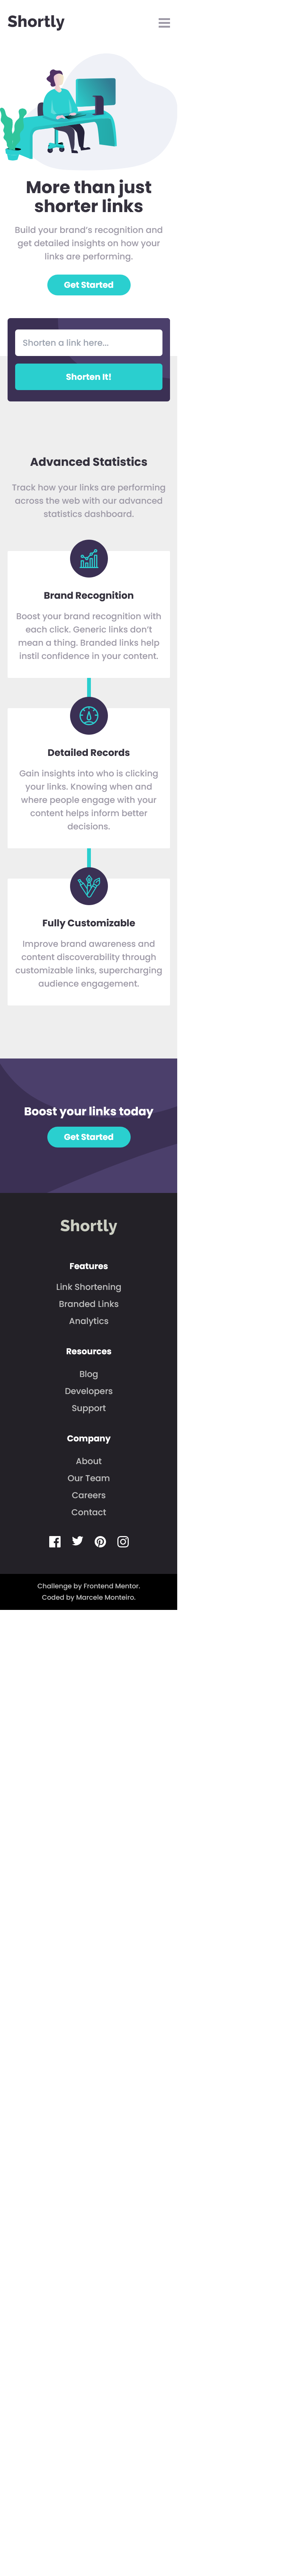 Shortly
More than just
shorter links
Build your brand's recognition and
get detailed insights on how your
links are performing.
Get Started
Shorten a link here...
Shorten It!
Advanced Statistics
Track how your links are performing
across the web with our advanced
statistics dashboard.
Brand Recognition
Boost your brand recognition with
each click. Generic links don't
mean a thing. Branded links help
instil confidence in your content.
Detailed Records
Gain insights into who is clicking
your links. Knowing when and
where people engage with your
content helps inform better
decisions.
Fully Customizable
Improve brand awareness and
content discoverability through
customizable links, supercharging
audience engagement.
Boost your links today
Get Started
Shortly
Features
Link Shortening
Branded Links
Analytics
Resources
Blog
Developers
Support
Company
About
Our Team
Careers
Contact
Challenge by Frontend Mentor.
Coded by Marcele Monteiro.